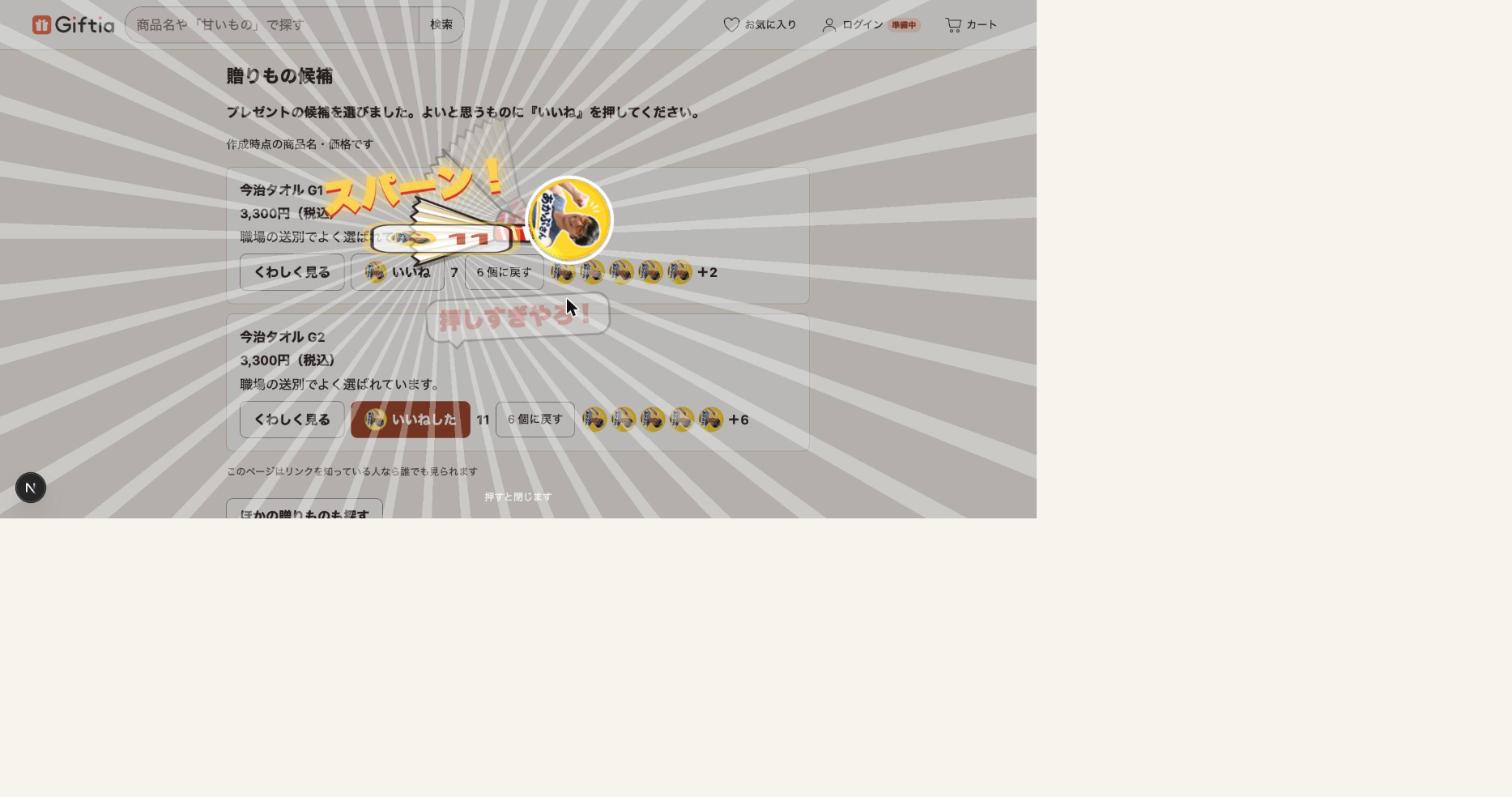 Giftia
商品名や「甘いもの」で探す
検索
お気に入り
ログイン 準備中
カート
贈りもの候補
プレゼントの候補を選びました。よいと思うものに『いいね』を押してください。
作成時点の商品名・価格です
スパーン！
今治タオル G1
3,300円（税込
職場の送別でよく選ばれて
11
あかぶさん
くわしく見る
いいね
7
6 個に戻す
+2
押しすぎやろ！
今治タオル G2
3,300円（税込）
職場の送別でよく選ばれています。
くわしく見る
いいねした
11
6 個に戻す
+6
このページはリンクを知っている人なら誰でも見られます
押すと閉じます
N
ほかの贈りものも探す